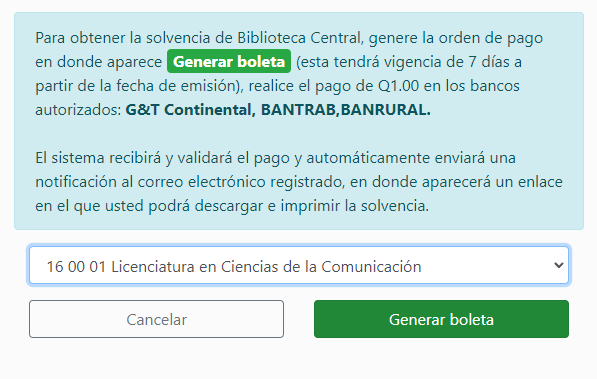 Para obtener la solvencia de Biblioteca Central, genere la orden de pago
en donde aparece Generar boleta (esta tendrá vigencia de 7 días a
partir de la fecha de emisión), realice el pago de Q1.00 en los bancos
autorizados: G&T Continental, BANTRAB,BANRURAL.
El sistema recibirá y validará el pago y automáticamente enviará una
notificación al correo electrónico registrado, en donde aparecerá un enlace
en el que usted podrá descargar e imprimir la solvencia.
16 00 01 Licenciatura en Ciencias de la Comunicación
Cancelar
Generar boleta